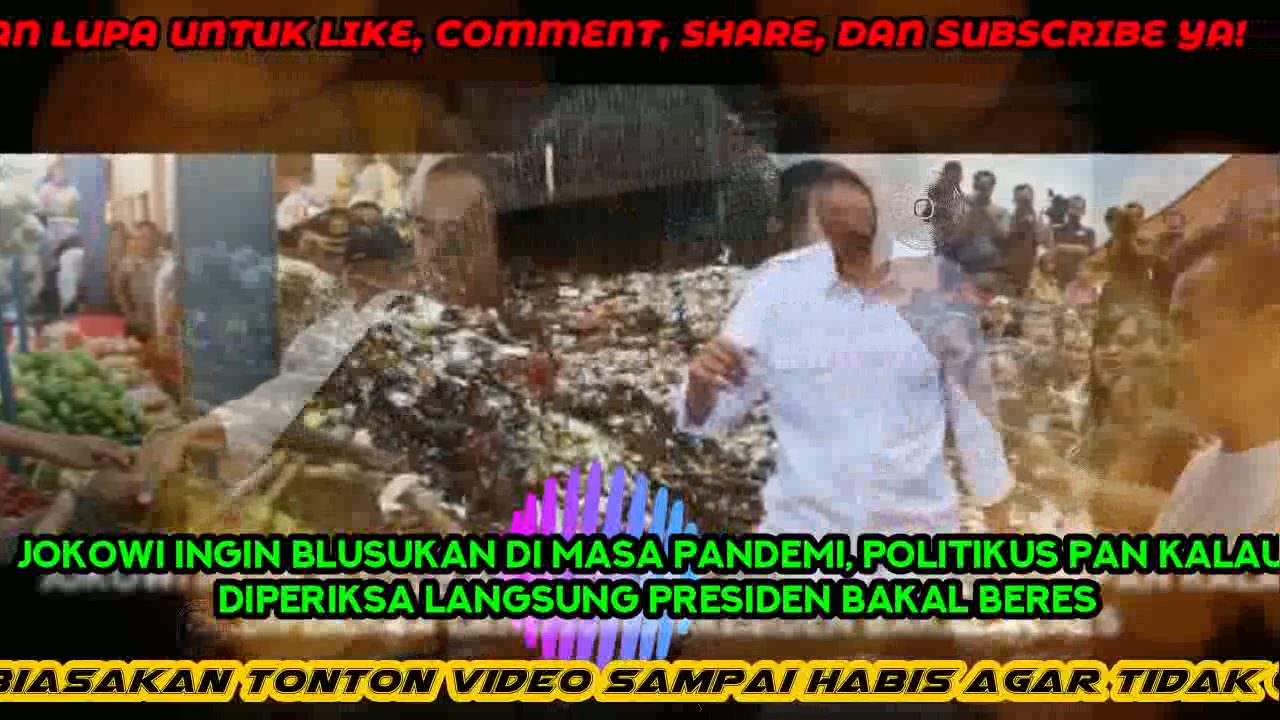 LUPA UNTUK LIKE, COMMENT, SHARE, DAN SUBSCRIBE YA!
JOKOWI INGIN BLUSUKAN DI MASA PANDEMI, POLITIKUS PAN KALAU
DIPERIKSA LANGSUNG PRESIDEN BAKAL BERES
BIASAKAN TONTON VIDEO SAMPAI HABIS AGAR TIDAK